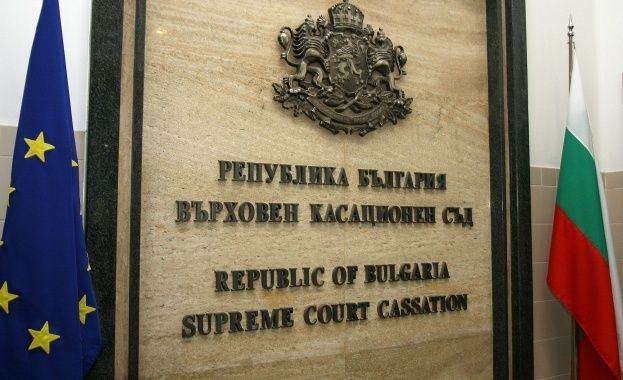 РЕПУБЛИКА БЪЛГАРИЯ
ВЪРХОВЕН КАСАЦИОНЕН СЪД
REPUBLIC OF BULGARIA
SUPREME COURT CASSATION